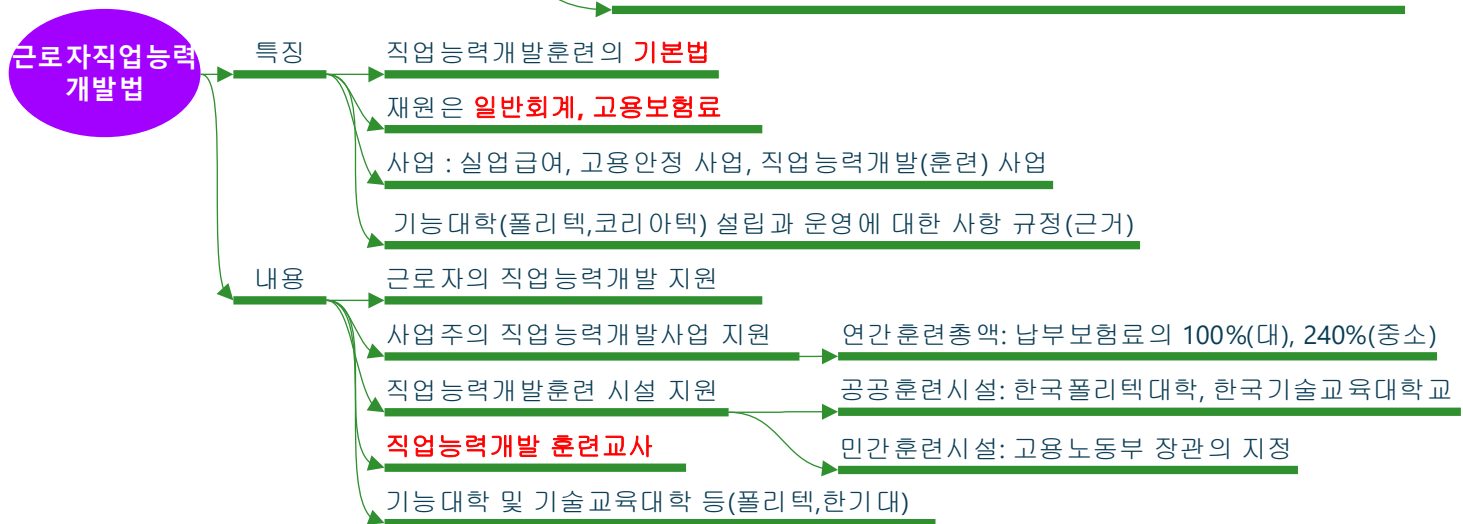 근로자직업능력
개발법
특징
직업능력개발훈련의 기본법
재원은 일반회계, 고용보험료
사업 : 실업급여, 고용안정 사업, 직업능력개발(훈련) 사업
기능대학(폴리텍,코리아텍) 설립과 운영에 대한 사항 규정(근거)
내용
근로자의 직업능력개발 지원
사업주의 직업능력개발사업 지원
연간훈련총액: 납부보험료의 100%(대), 240%(중소)
직업능력개발훈련 시설 지원
공공훈련시설: 한국폴리텍대학, 한국기술교육대학교
민간훈련시설: 고용노동부 장관의 지정
직업능력개발 훈련교사
기능대학 및 기술교육대학 등(폴리텍,한기대)